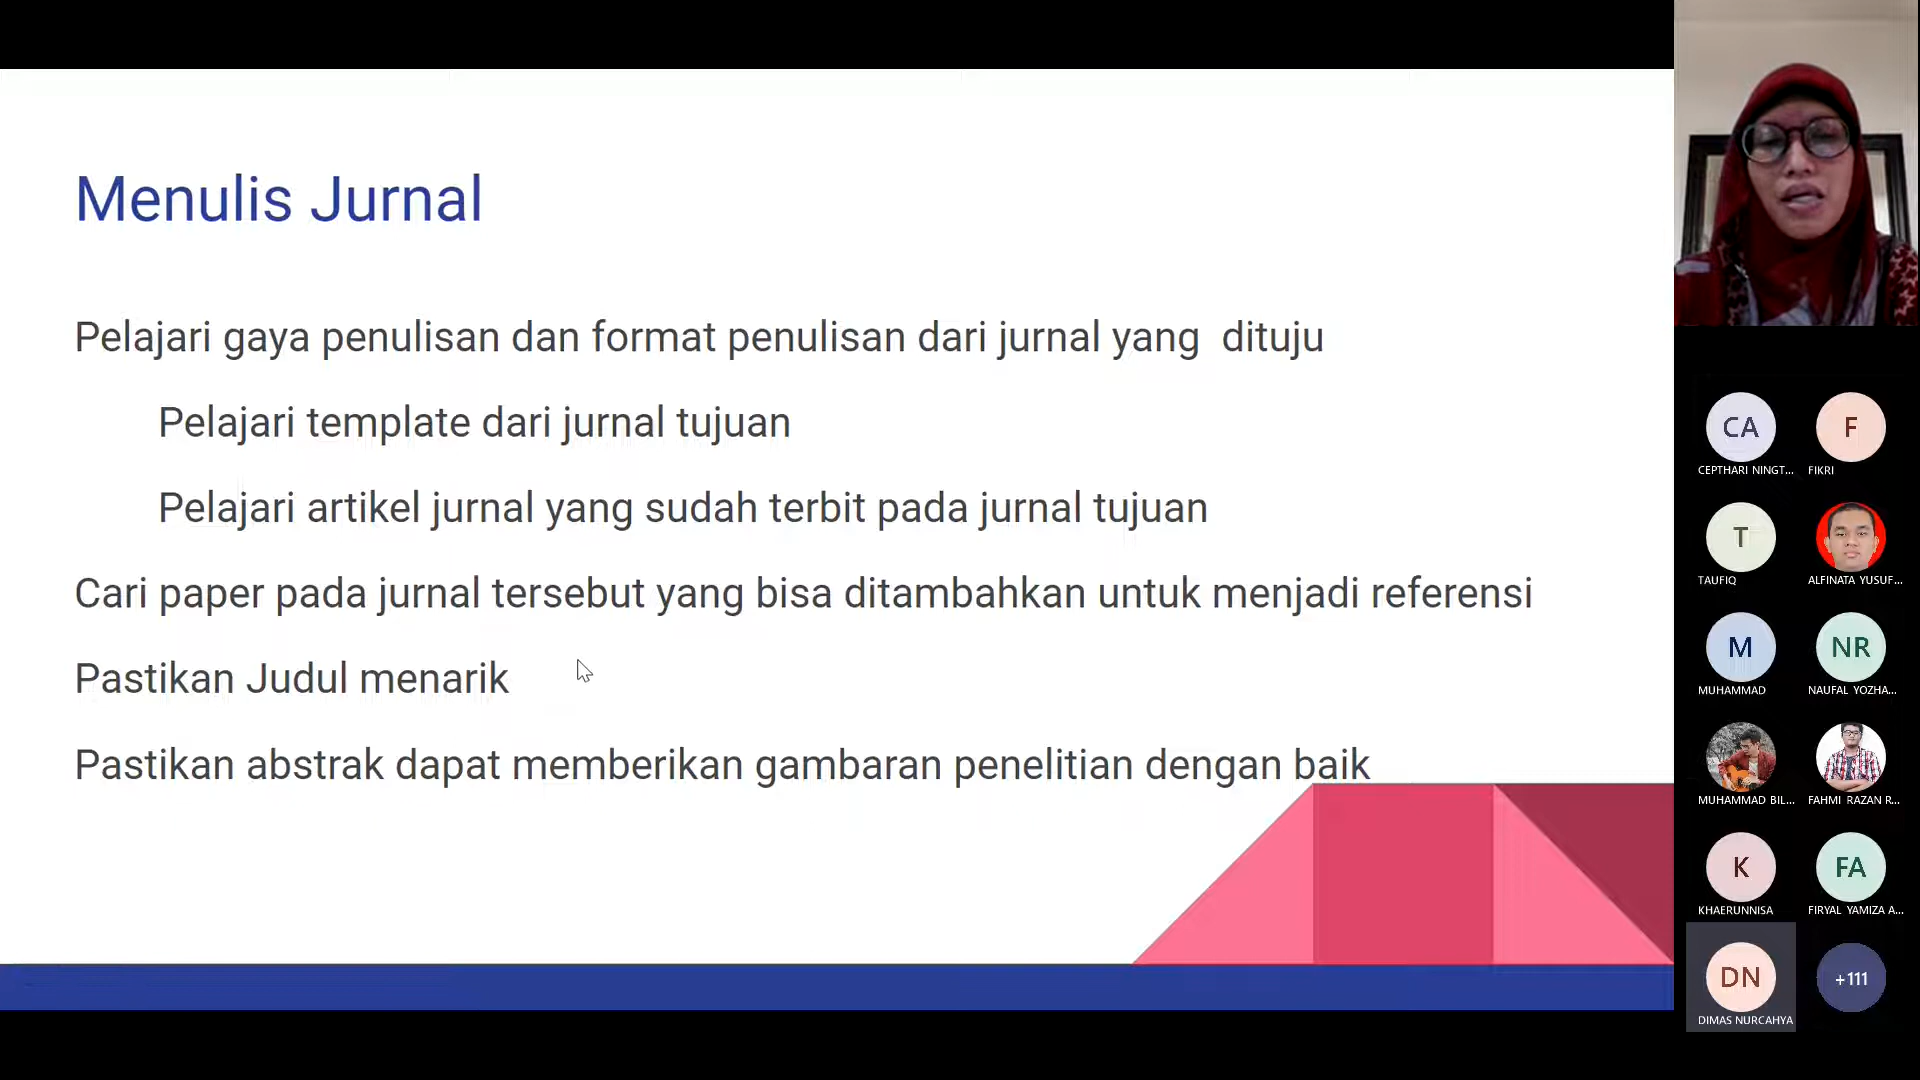 Menulis Jurnal
Pelajari gaya penulisan dan format penulisan dari jurnal yang dituju
Pelajari template dari jurnal tujuan
Pelajari artikel jurnal yang sudah terbit pada jurnal tujuan
Cari paper pada jurnal tersebut yang bisa ditambahkan untuk menjadi referensi
Pastikan Judul menarik
Pastikan abstrak dapat memberikan gambaran penelitian dengan baik
CA F
CEPTHARI NINGT... FIKRI
T
TAUFIQ ALFINATA YUSUF...
M NR
MUHAMMAD NAUFAL YOZHA...
MUHAMMAD BIL... FAHMI RAZAN R...
K FA
KHAERUNNISA FIRYAL YAMIZA A...
DN +111
DIMAS NURCAHYA